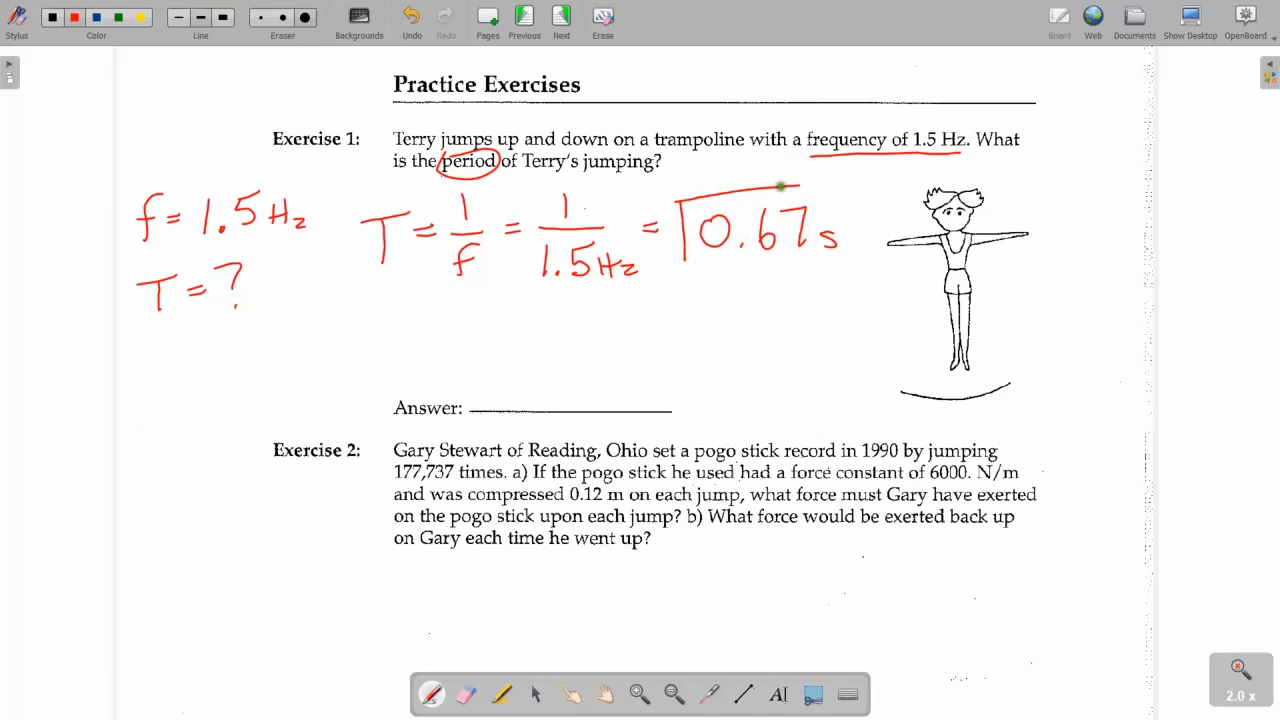 Stylus Color Line Eraser Backgrounds Undo Redo Pages Previous Next Erase Board Web Documents Show Desktop OpenBoard
Practice Exercises
Exercise 1: Terry jumps up and down on a trampoline with a frequency of 1.5 Hz. What
is the period of Terry's jumping?
f = 1.5 Hz
T = ?
T = 1/f = 1/1.5 Hz = 0.67 s
Answer:
Exercise 2: Gary Stewart of Reading, Ohio set a pogo stick record in 1990 by jumping
177,737 times. a) If the pogo stick he used had a force constant of 6000. N/m
and was compressed 0.12 m on each jump, what force must Gary have exerted
on the pogo stick upon each jump? b) What force would be exerted back up
on Gary each time he went up?
AI
2.0 x